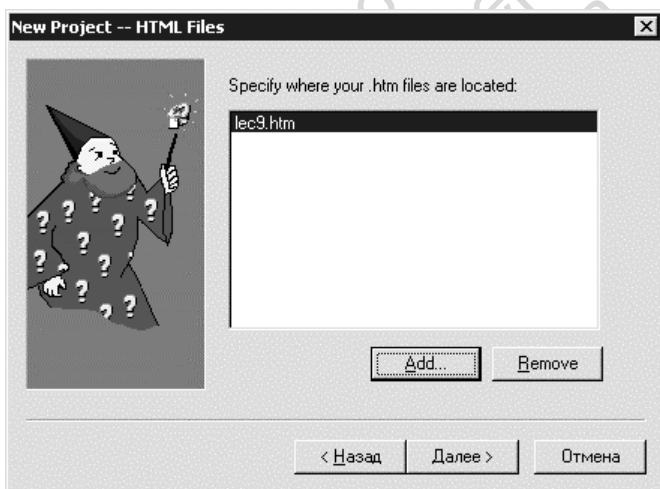 New Project -- HTML Files
Specify where your .htm files are located:
lec9.htm
Add... Remove
< Назад Далее > Отмена